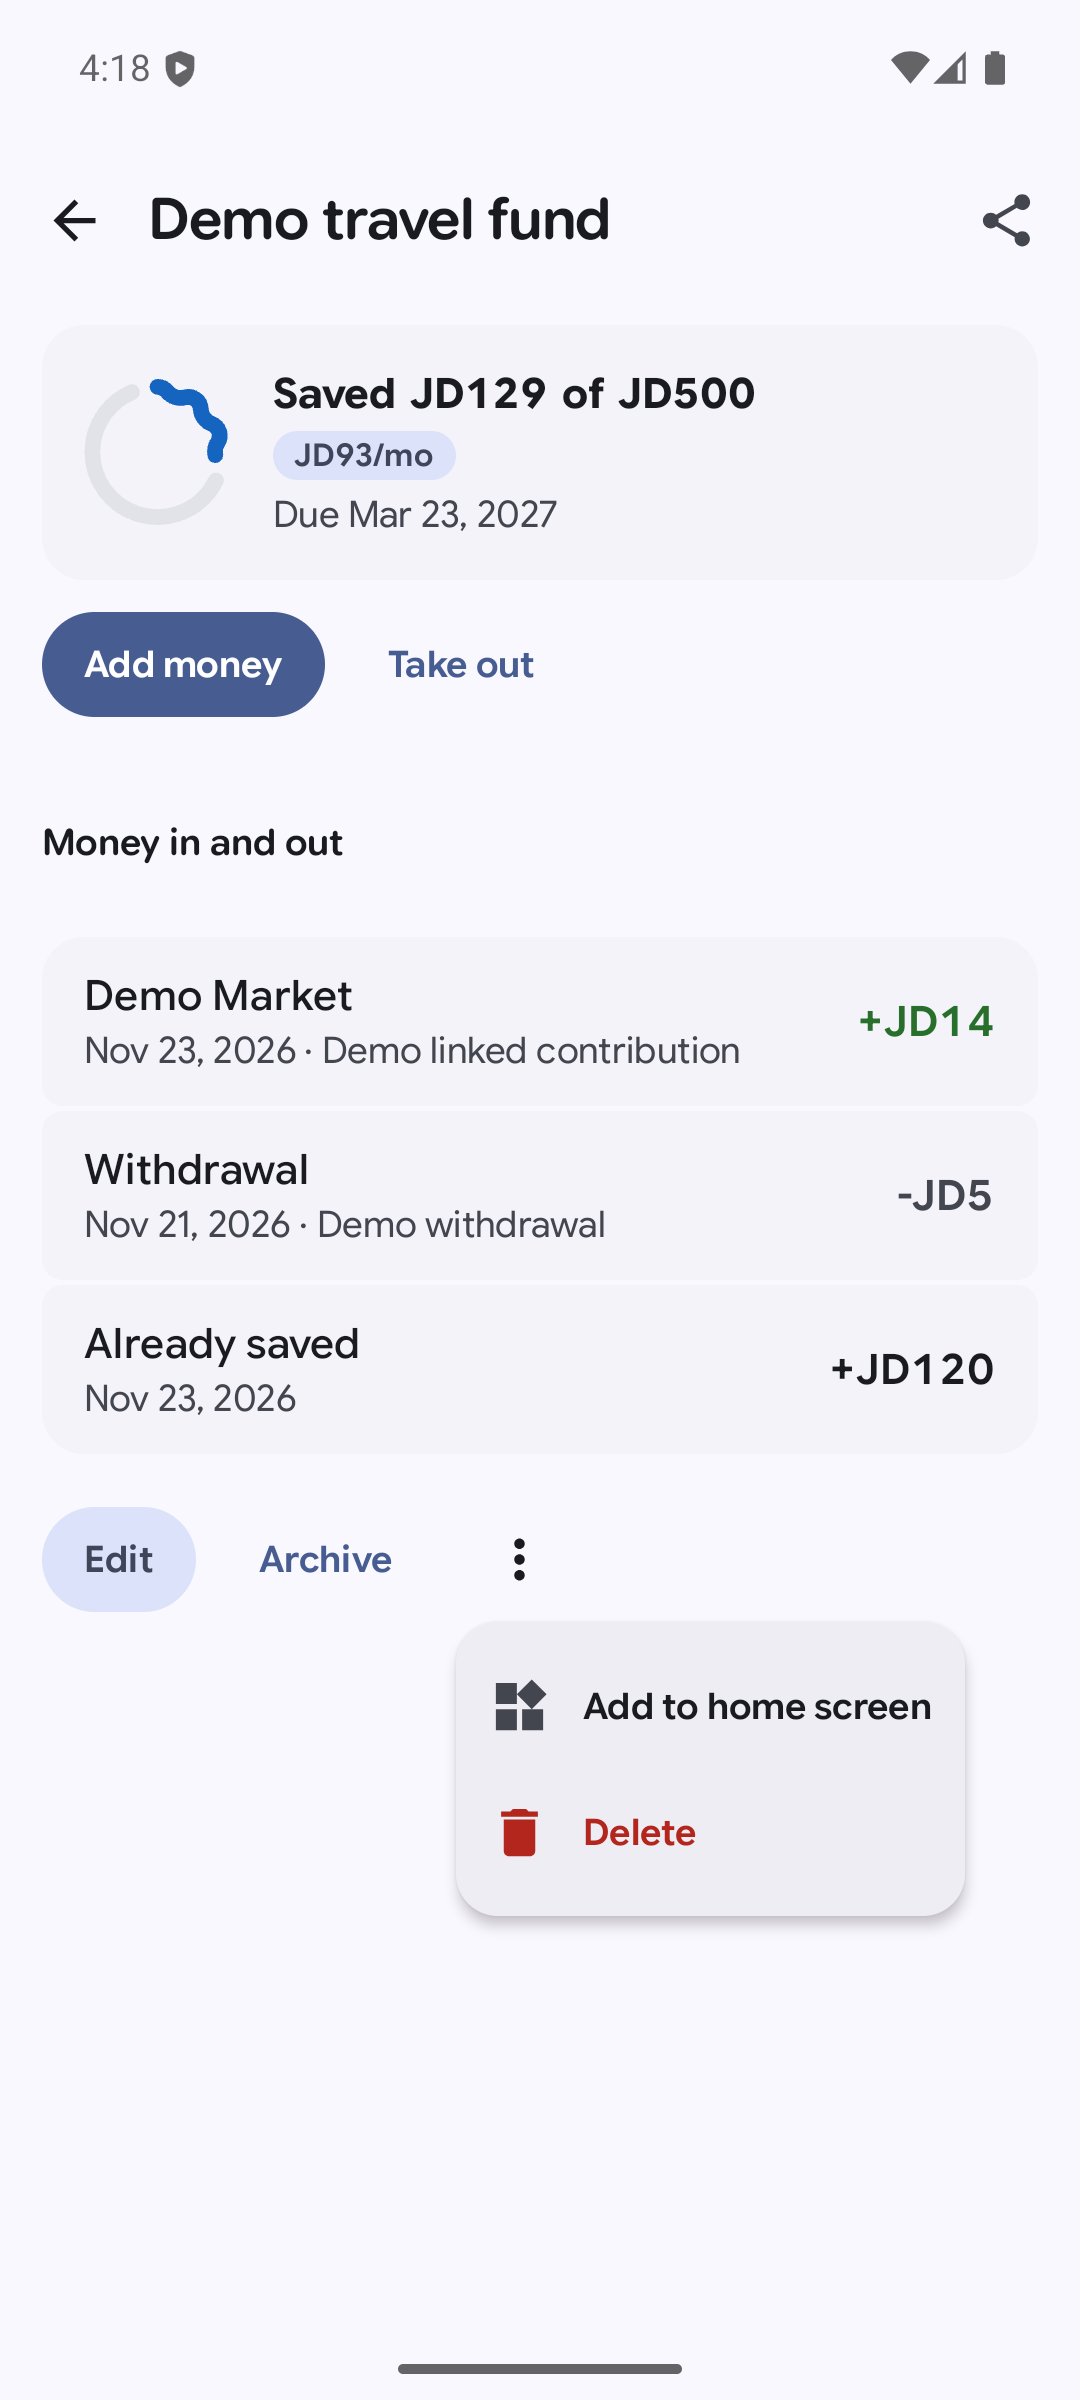 4:18
Demo travel fund
Saved JD129 of JD500
JD93/mo
Due Mar 23, 2027
Add money
Take out
Money in and out
Demo Market
Nov 23, 2026 · Demo linked contribution
+JD14
Withdrawal
Nov 21, 2026 · Demo withdrawal
-JD5
Already saved
Nov 23, 2026
+JD120
Edit
Archive
Add to home screen
Delete